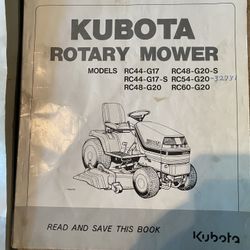 KUBOTA
ROTARY MOWER
MODELS RC44-G17 RC48-G20-S
RC44-G17-S RC54-G20
RC48-G20 RC60-G20
READ AND SAVE THIS BOOK
Kubota